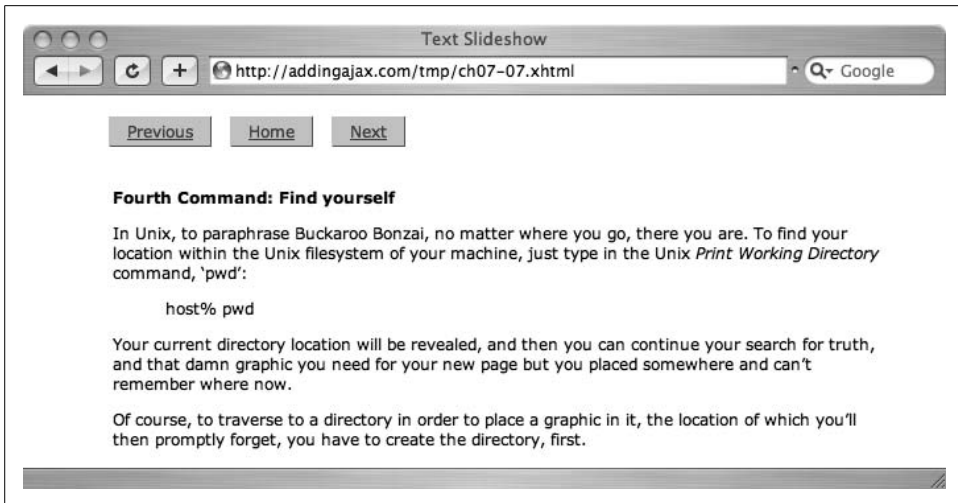 Text Slideshow
http://addingajax.com/tmp/ch07-07.xhtml
Google
Previous Home Next
Fourth Command: Find yourself
In Unix, to paraphrase Buckaroo Bonzai, no matter where you go, there you are. To find your
location within the Unix filesystem of your machine, just type in the Unix Print Working Directory
command, ‘pwd’:
host% pwd
Your current directory location will be revealed, and then you can continue your search for truth,
and that damn graphic you need for your new page but you placed somewhere and can’t
remember where now.
Of course, to traverse to a directory in order to place a graphic in it, the location of which you’ll
then promptly forget, you have to create the directory, first.